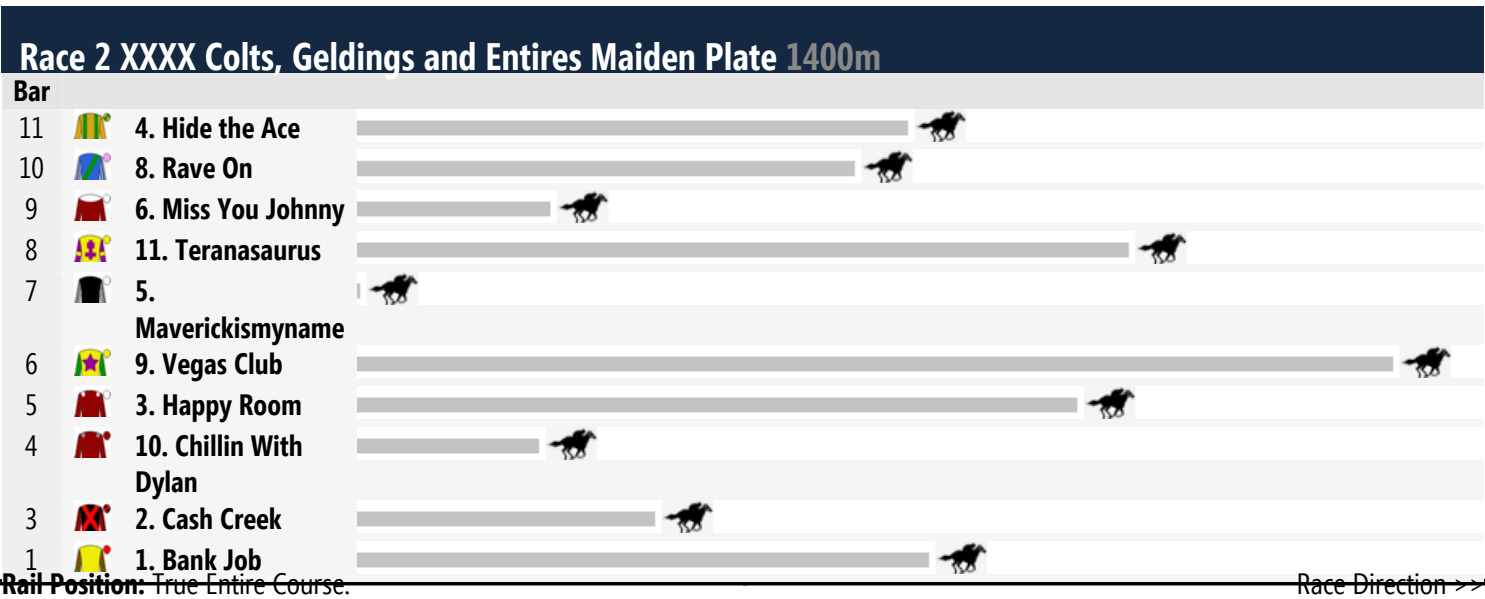 Race 2 XXXX Colts, Geldings and Entires Maiden Plate 1400m
Bar
11 4. Hide the Ace
10 8. Rave On
9 6. Miss You Johnny
8 11. Teranasaurus
7 5.
Maverickismyname
6 9. Vegas Club
5 3. Happy Room
4 10. Chillin With
Dylan
3 2. Cash Creek
1 1. Bank Job
Rail Position: True Entire Course. Race Direction >>